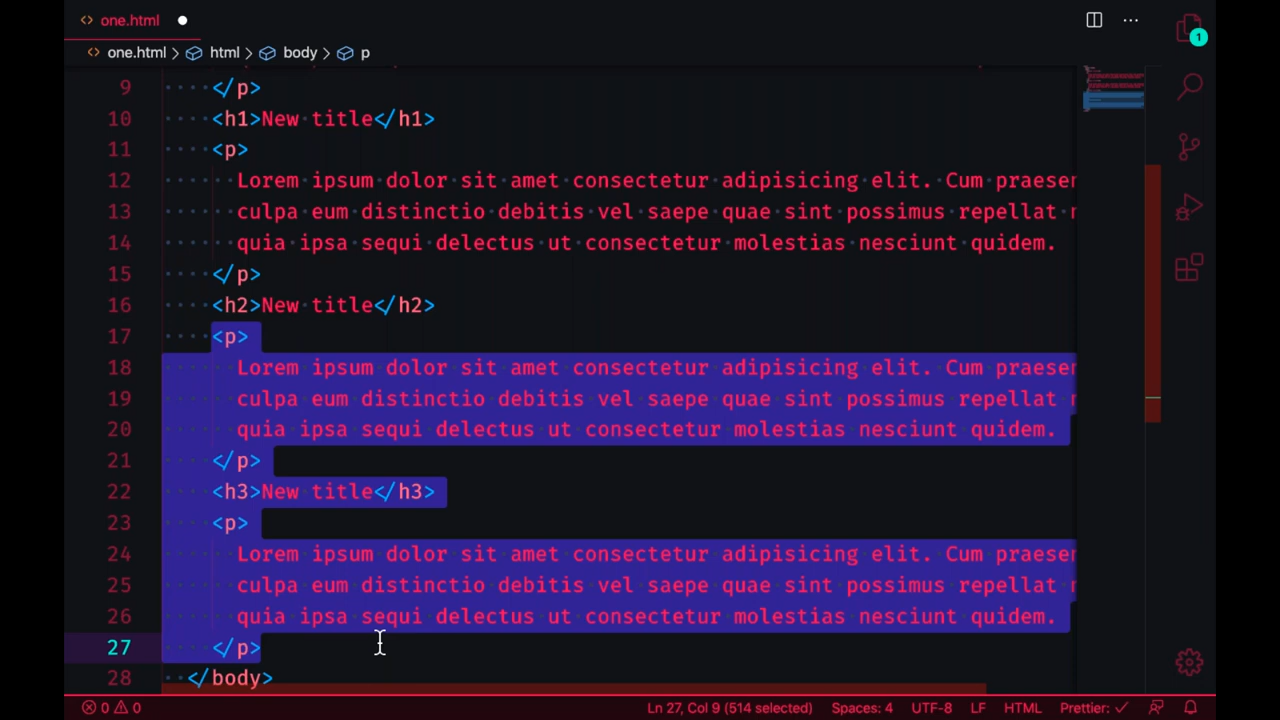 one.html
1
one.html > html > body > p
9 </p>
10 <h1>New title</h1>
11 <p>
12 Lorem ipsum dolor sit amet consectetur adipisicing elit. Cum praesen
13 culpa eum distinctio debitis vel saepe quae sint possimus repellat
14 quia ipsa sequi delectus ut consectetur molestias nesciunt quidem.
15 </p>
16 <h2>New title</h2>
17 <p>
18 Lorem ipsum dolor sit amet consectetur adipisicing elit. Cum praesen
19 culpa eum distinctio debitis vel saepe quae sint possimus repellat
20 quia ipsa sequi delectus ut consectetur molestias nesciunt quidem.
21 </p>
22 <h3>New title</h3>
23 <p>
24 Lorem ipsum dolor sit amet consectetur adipisicing elit. Cum praesen
25 culpa eum distinctio debitis vel saepe quae sint possimus repellat
26 quia ipsa sequi delectus ut consectetur molestias nesciunt quidem.
27 </p>
28 </body>
0 0 Ln 27, Col 9 (514 selected) Spaces: 4 UTF-8 LF HTML Prettier: ✓